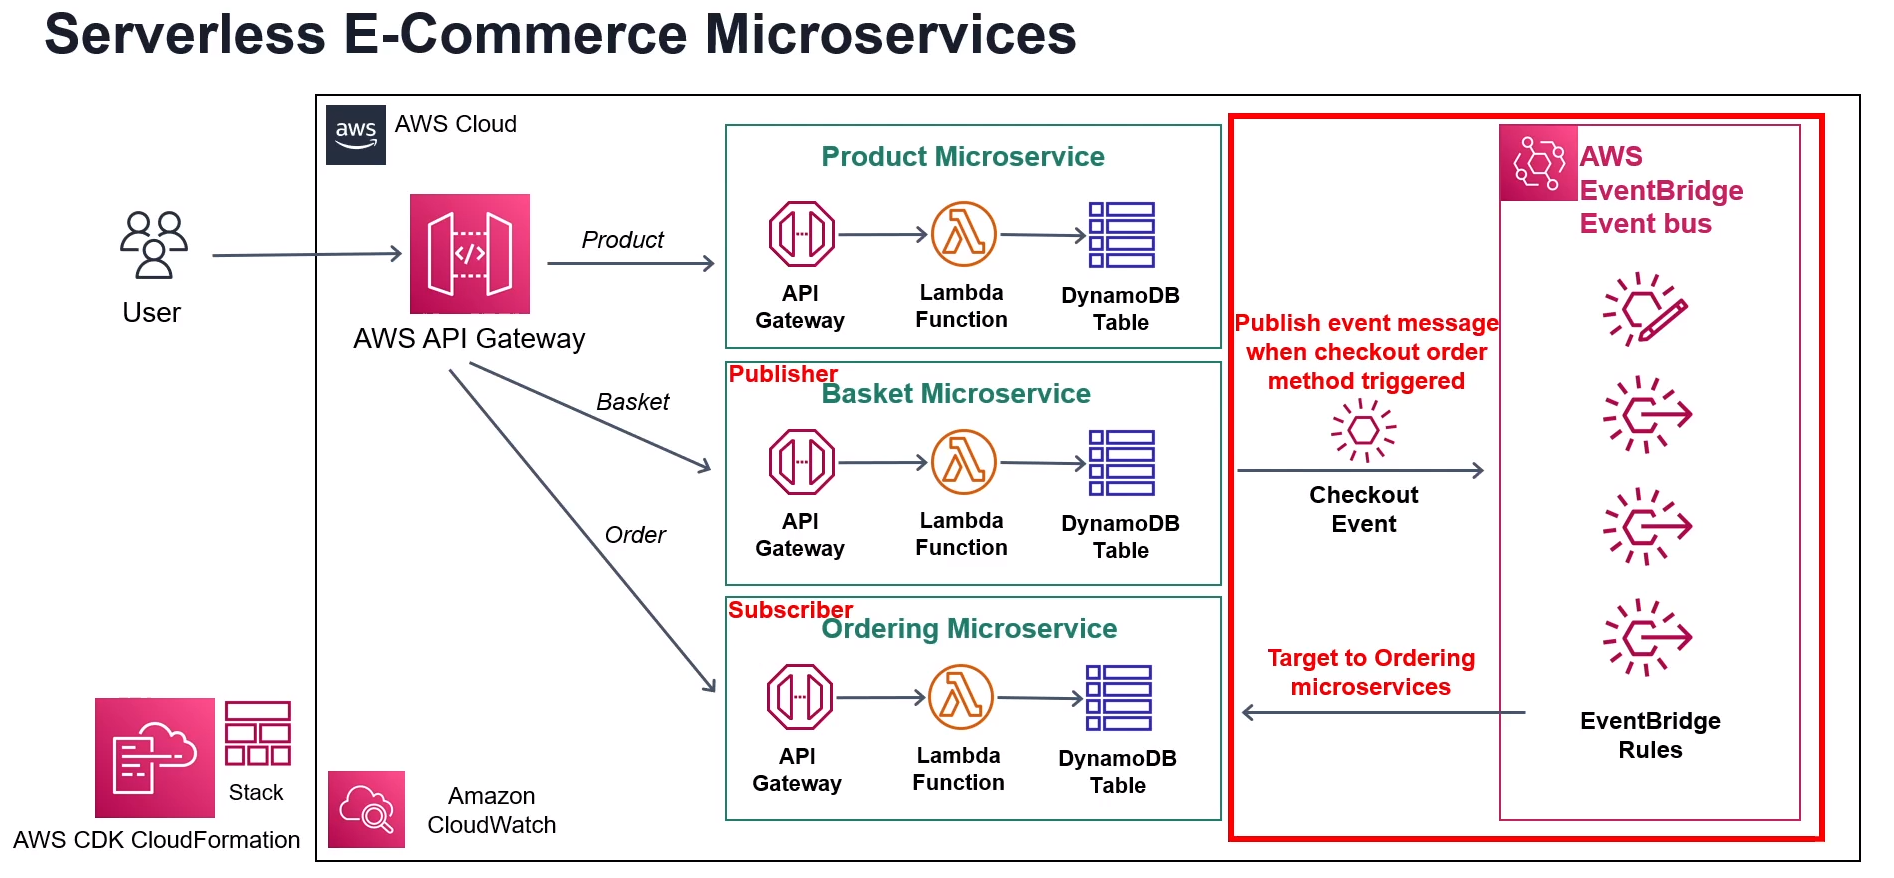 Serverless E-Commerce Microservices
aws
AWS Cloud
User
</>
AWS API Gateway
Product
Basket
Order
Product Microservice
API
Gateway
Lambda
Function
DynamoDB
Table
Publisher
Basket Microservice
API
Gateway
Lambda
Function
DynamoDB
Table
Subscriber
Ordering Microservice
API
Gateway
Lambda
Function
DynamoDB
Table
Publish event message
when checkout order
method triggered
Checkout
Event
Target to Ordering
microservices
AWS
EventBridge
Event bus
EventBridge
Rules
Stack
AWS CDK CloudFormation
Amazon
CloudWatch